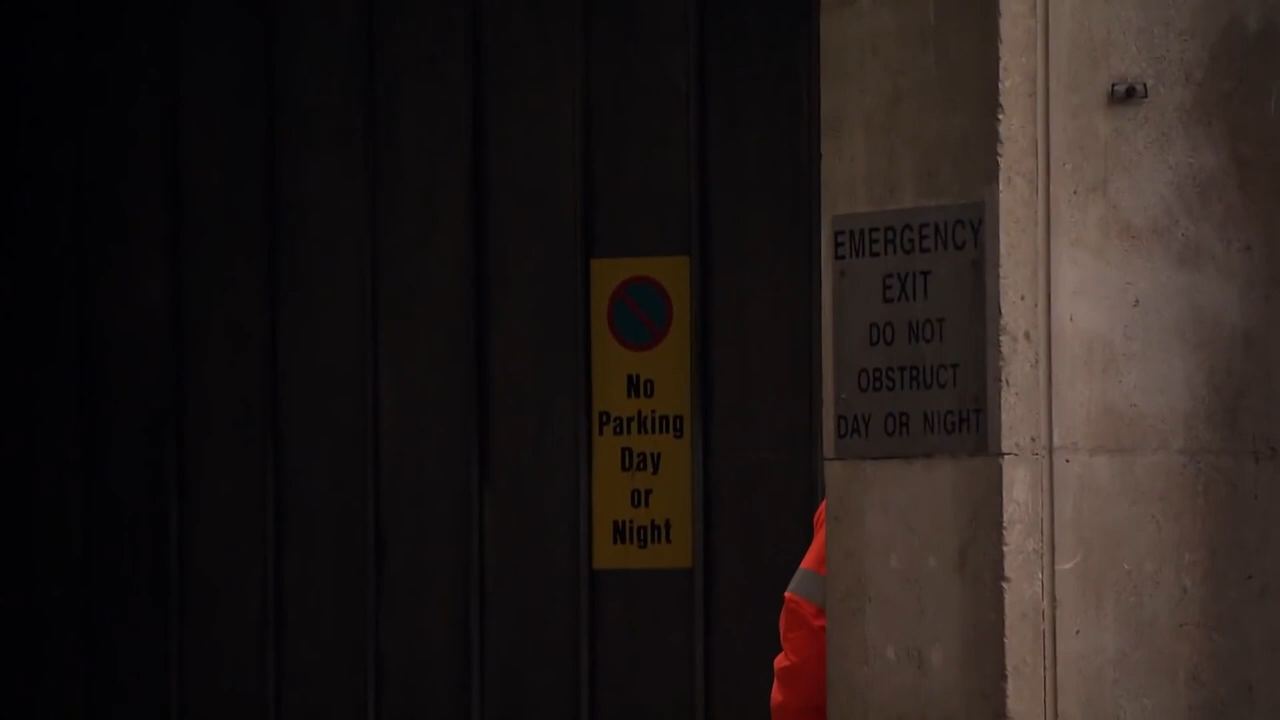 No
Parking
Day
or
Night
EMERGENCY
EXIT
DO NOT
OBSTRUCT
DAY OR NIGHT